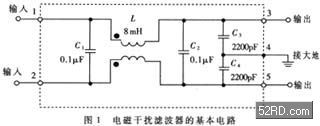 输入 1
L
8mH
3 输出
C₁
0.1μF
C₂
0.1μF
C₃
2200pF
4
接大地
C₄
2200pF
输入 2
5 输出
图 1 电磁干扰滤波器的基本电路
52RD.com